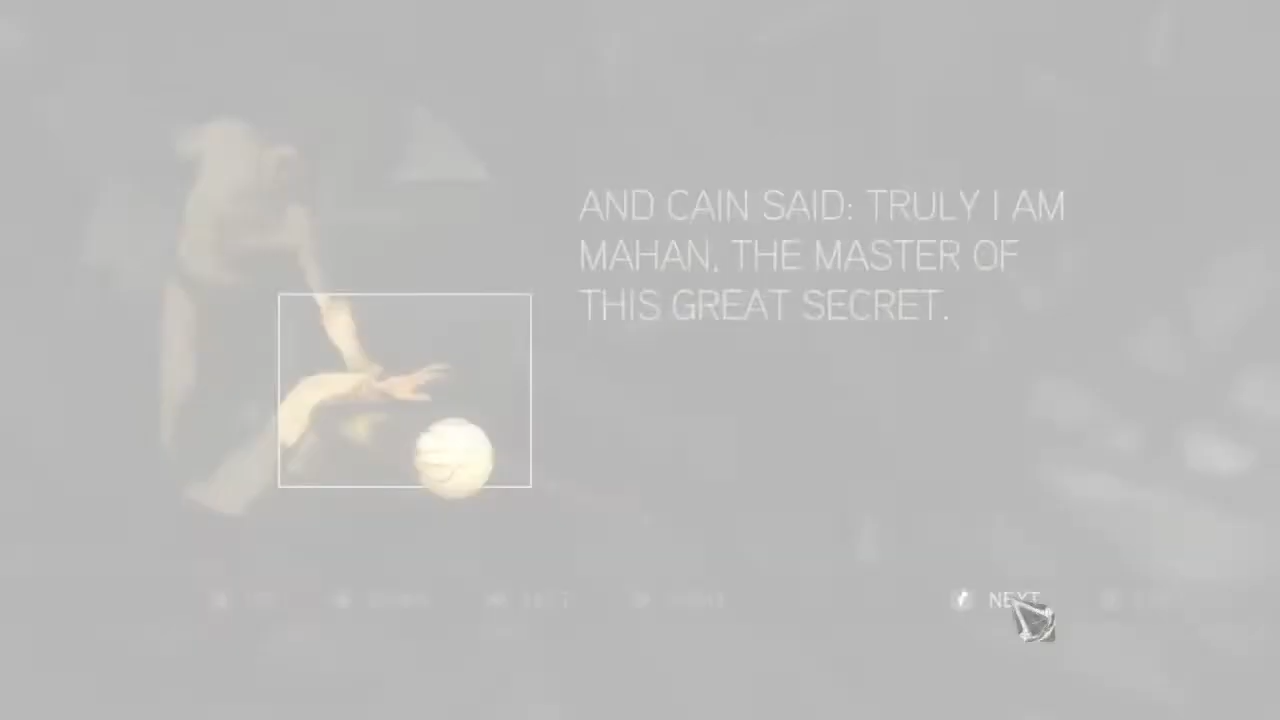 AND CAIN SAID: TRULY I AM
MAHAN, THE MASTER OF
THIS GREAT SECRET.
NEXT